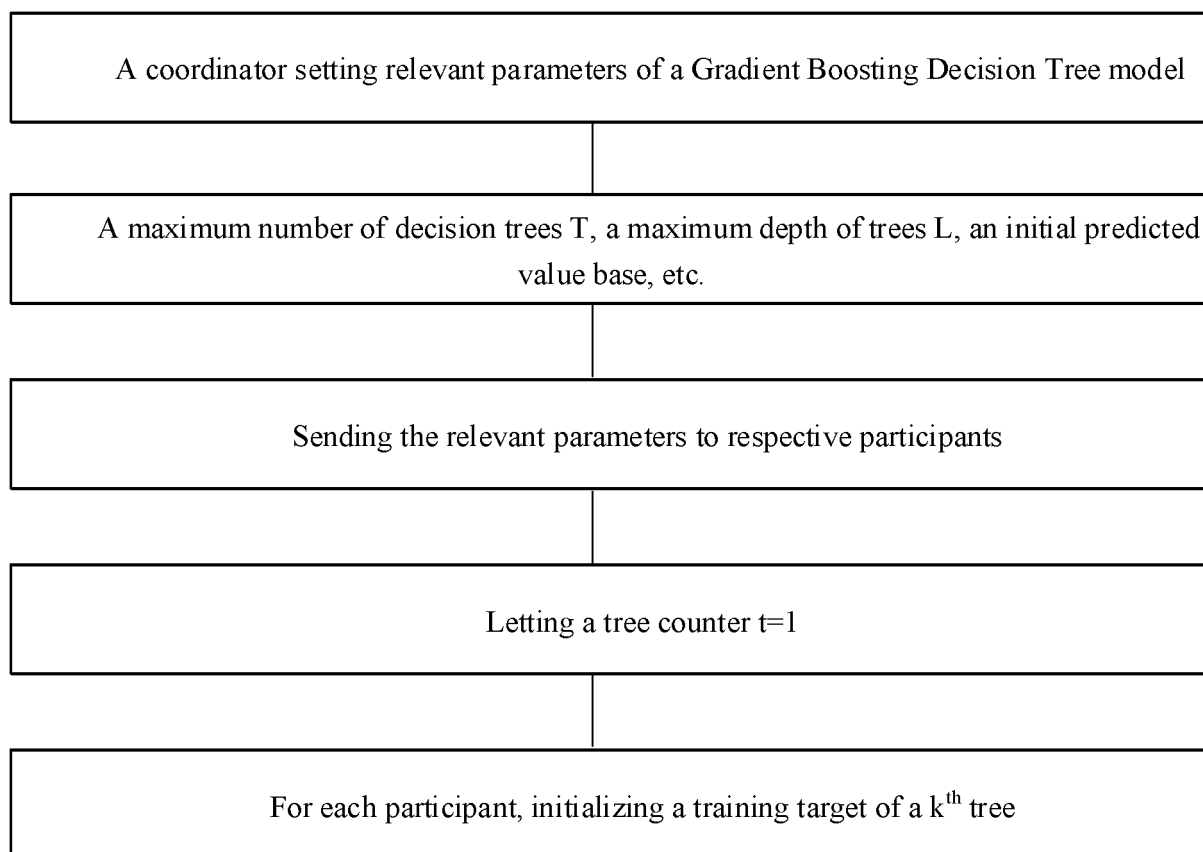 A coordinator setting relevant parameters of a Gradient Boosting Decision Tree model
A maximum number of decision trees T, a maximum depth of trees L, an initial predicted
value base, etc.
Sending the relevant parameters to respective participants
Letting a tree counter t=1
For each participant, initializing a training target of a kth tree